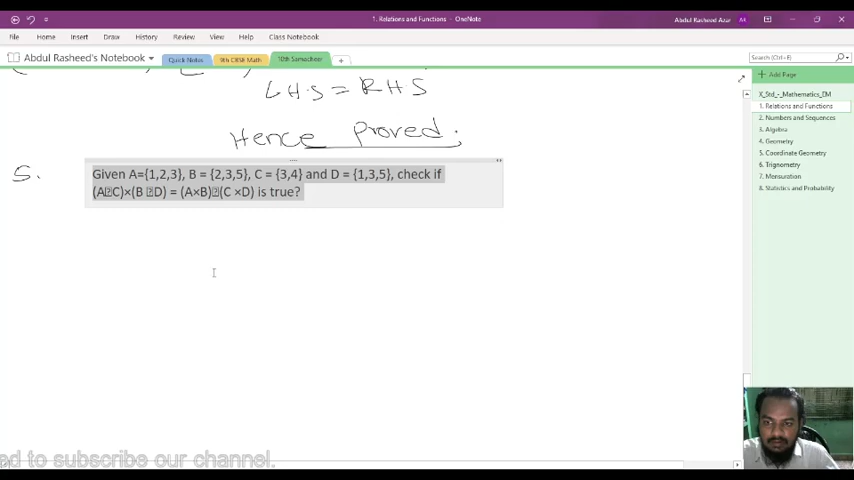 1. Relations and Functions - OneNote
Abdul Rasheed Azar
AR
File Home Insert Draw History Review View Help Class Notebook
Abdul Rasheed's Notebook
Quick Notes
9th CBSE Math
10th Samacheer
Search (Ctrl+E)
Add Page
X_Std_-_Mathematics_EM
1. Relations and Functions
2. Numbers and Sequences
3. Algebra
4. Geometry
5. Coordinate Geometry
6. Trigonometry
7. Mensuration
8. Statistics and Probability
LH.S = RHS
Hence Proved.
5.
Given A={1,2,3}, B = {2,3,5}, C = {3,4} and D = {1,3,5}, check if
(A⍰C)×(B ⍰D) = (A×B)⍰(C ×D) is true?
ed to subscribe our channel.